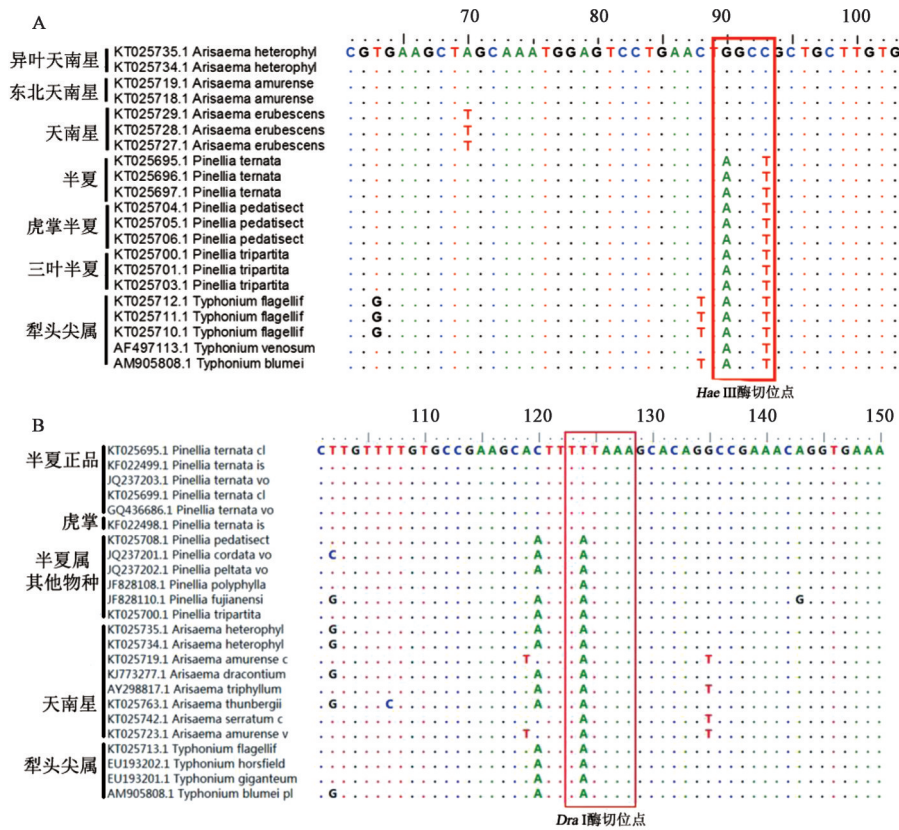 A
70 80 90 100
异叶天南星
KT025735.1 Arisaema heterophyl CGTGAAGCTAGCAAATGGAGTCCTGAACTGGCCGCTGCTTGTG
KT025734.1 Arisaema heterophyl
东北天南星
KT025719.1 Arisaema amurense
KT025718.1 Arisaema amurense
天南星
KT025729.1 Arisaema erubescens T
KT025728.1 Arisaema erubescens T
KT025727.1 Arisaema erubescens T
半夏
KT025695.1 Pinellia ternata A T
KT025696.1 Pinellia ternata A T
KT025697.1 Pinellia ternata A T
虎掌半夏
KT025704.1 Pinellia pedatisect A T
KT025705.1 Pinellia pedatisect A T
KT025706.1 Pinellia pedatisect A T
三叶半夏
KT025700.1 Pinellia tripartita A T
KT025701.1 Pinellia tripartita A T
KT025703.1 Pinellia tripartita A T
犁头尖属
KT025712.1 Typhonium flagellif G T A T
KT025711.1 Typhonium flagellif G T A T
KT025710.1 Typhonium flagellif G T A T
AF497113.1 Typhonium venosum A T
AM905808.1 Typhonium blumei T A T
Hae III酶切位点
B
110 120 130 140 150
半夏正品
KT025695.1 Pinellia ternata cl CTTGTTTTGTGCCGAAGCACTTTTTAAAGCACAGGCCGAAACAGGTGAAA
KF022499.1 Pinellia ternata is
JQ237203.1 Pinellia ternata vo
KT025699.1 Pinellia ternata cl
GQ436686.1 Pinellia ternata vo
虎掌
KF022498.1 Pinellia ternata is
半夏属
其他物种
KT025708.1 Pinellia pedatisect A A
JQ237201.1 Pinellia cordata vo C A A
JQ237202.1 Pinellia peltata vo A A
JF828108.1 Pinellia polyphylla A
JF828110.1 Pinellia fujianensi G A A G
KT025700.1 Pinellia tripartita A A
天南星
KT025735.1 Arisaema heterophyl G A A
KT025734.1 Arisaema heterophyl G A A
KT025719.1 Arisaema amurense c T A T
KJ773277.1 Arisaema dracontium G A A
AY298817.1 Arisaema triphyllum A A T
KT025763.1 Arisaema thunbergii G C A A
KT025742.1 Arisaema serratum c A T
KT025723.1 Arisaema amurense v T A T
犁头尖属
KT025713.1 Typhonium flagellif A A
EU193202.1 Typhonium horsfield A A
EU193201.1 Typhonium giganteum A A
AM905808.1 Typhonium blumei pl G A A
Dra I酶切位点